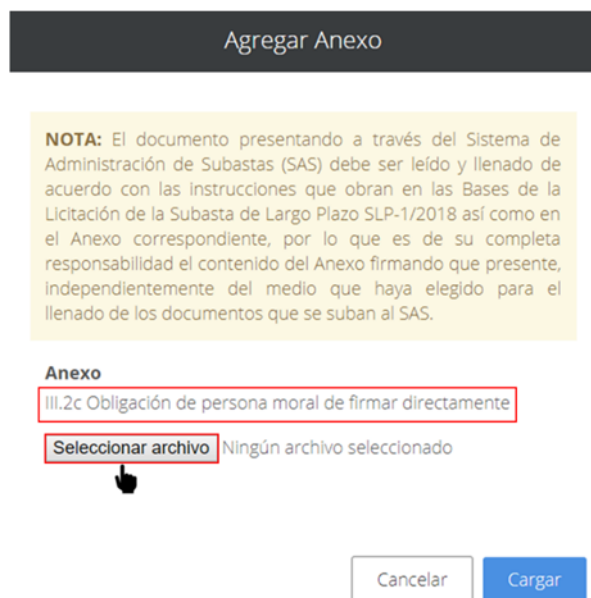 Agregar Anexo
NOTA: El documento presentando a través del Sistema de
Administración de Subastas (SAS) debe ser leído y llenado de
acuerdo con las instrucciones que obran en las Bases de la
Licitación de la Subasta de Largo Plazo SLP-1/2018 así como en
el Anexo correspondiente, por lo que es de su completa
responsabilidad el contenido del Anexo firmando que presente,
independientemente del medio que haya elegido para el
llenado de los documentos que se suban al SAS.
Anexo
III.2c Obligación de persona moral de firmar directamente
Seleccionar archivo Ningún archivo seleccionado
Cancelar Cargar